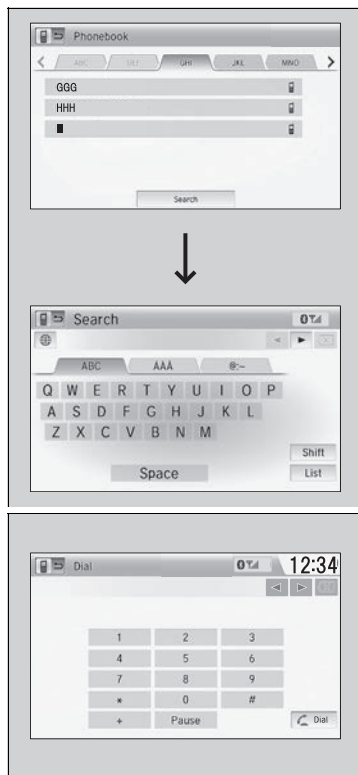 Phonebook
ABC DEF GHI JKL MNO
GGG
HHH
Search
Search
ABC ÀÁÂ @:~
Q W E R T Y U I O P
A S D F G H J K L
Z X C V B N M
Shift
Space List
Dial 12:34
1 2 3
4 5 6
7 8 9
* 0 #
+ Pause Dial